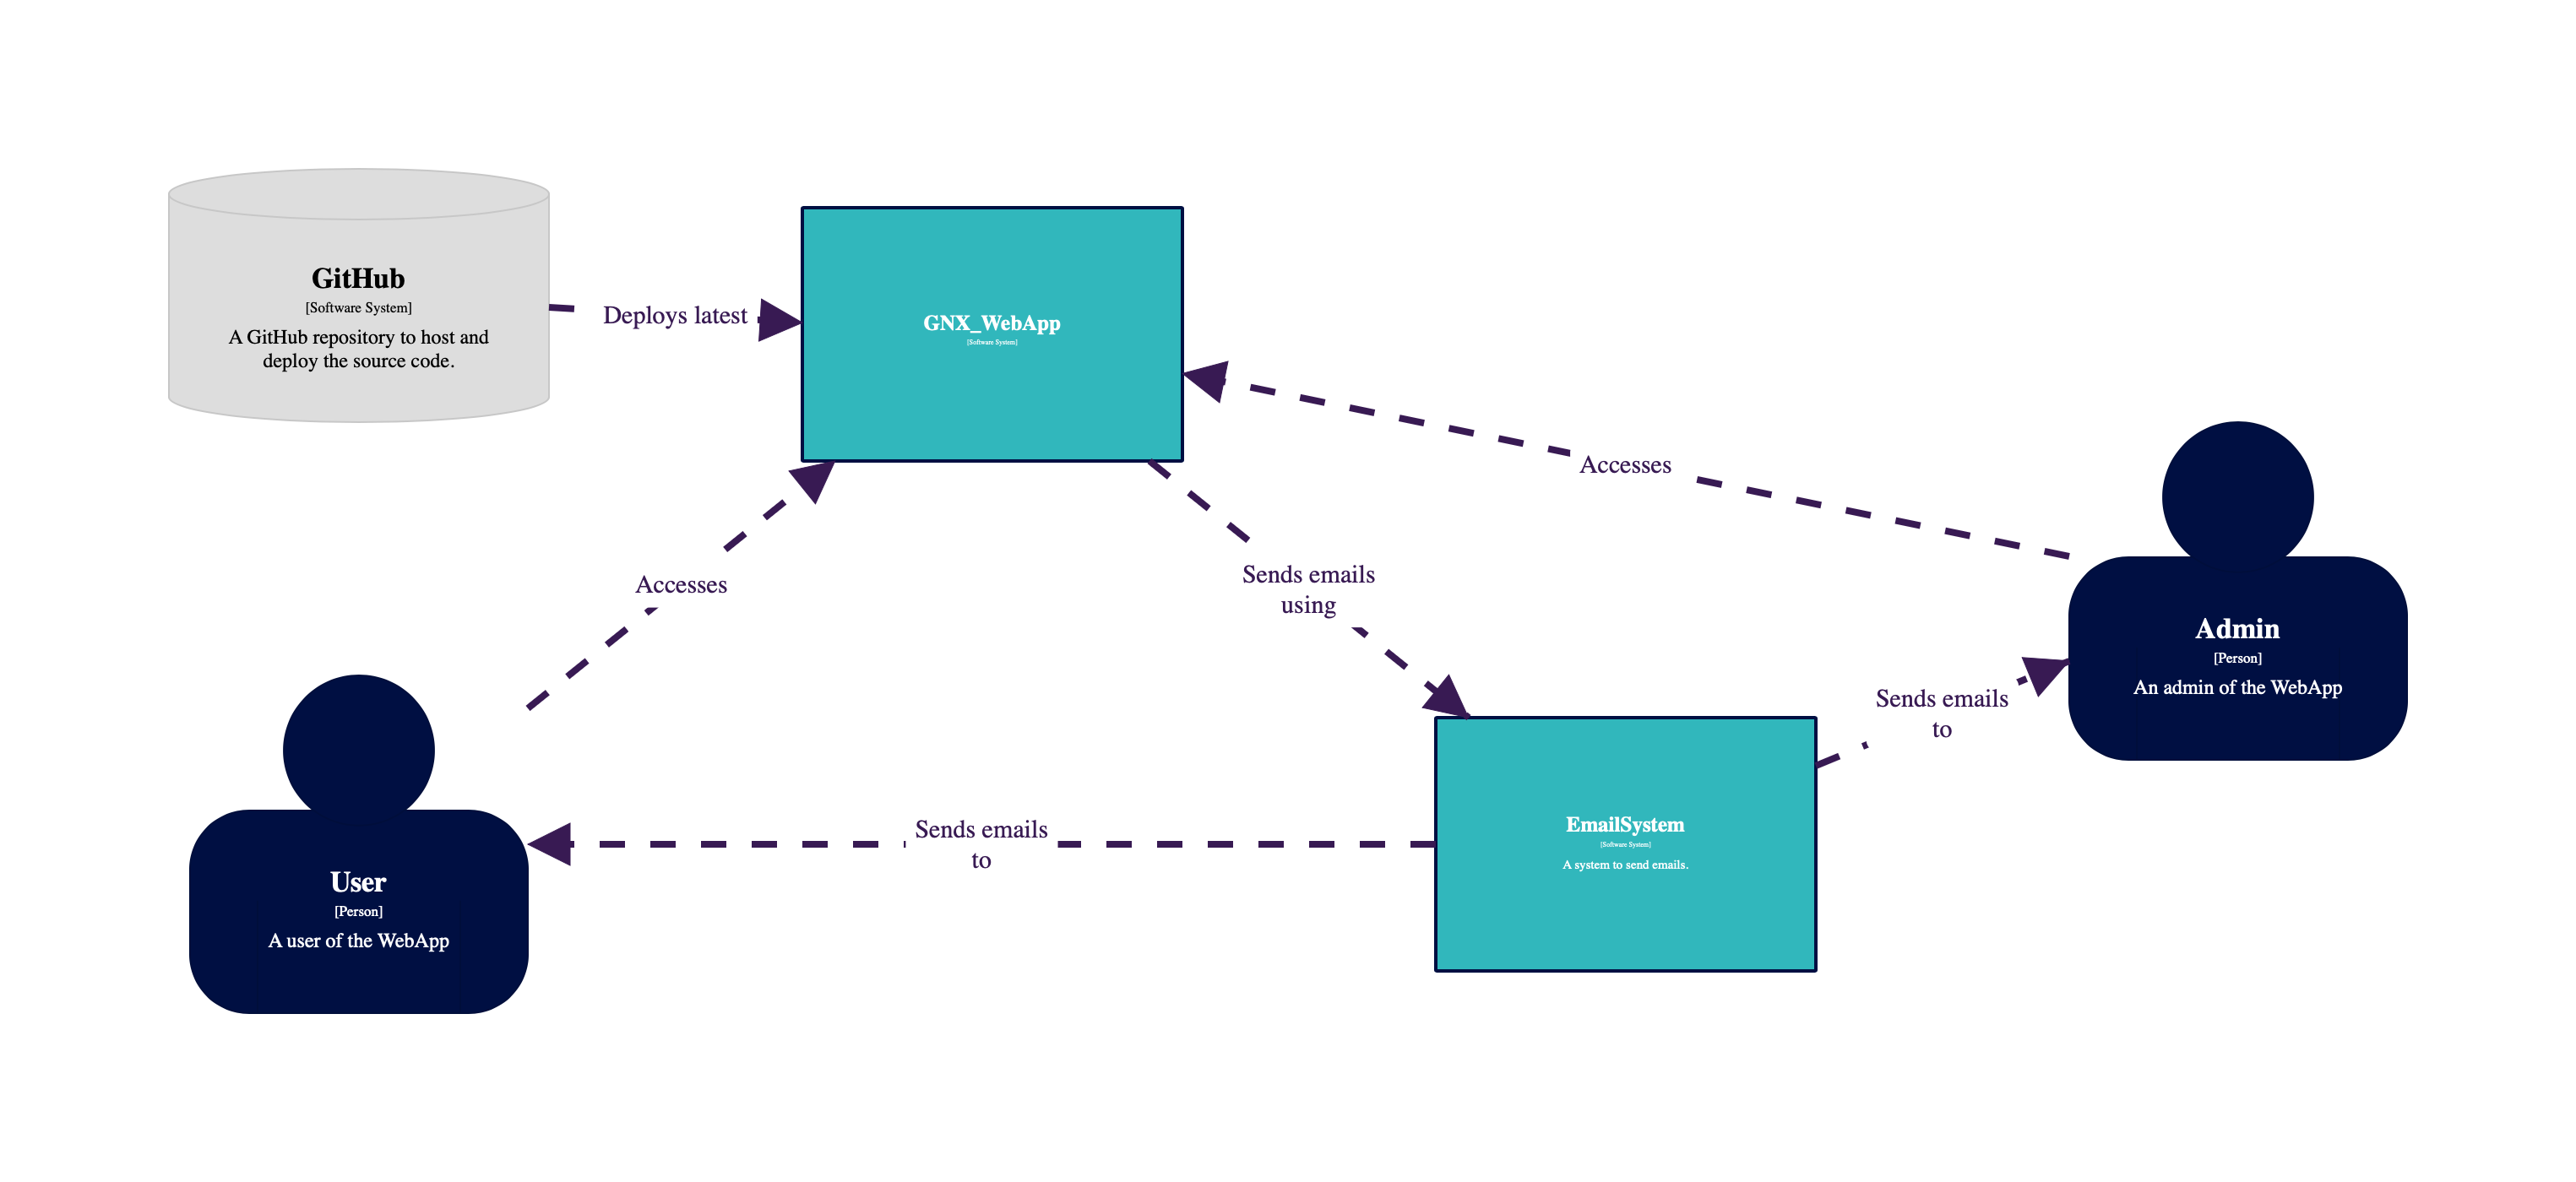 GitHub
[Software System]
A GitHub repository to host and
deploy the source code.
Deploys latest
GNX_WebApp
[Software System]
Accesses
Accesses
Sends emails
using
Admin
[Person]
An admin of the WebApp
Sends emails
to
Sends emails
to
EmailSystem
[Software System]
A system to send emails.
User
[Person]
A user of the WebApp